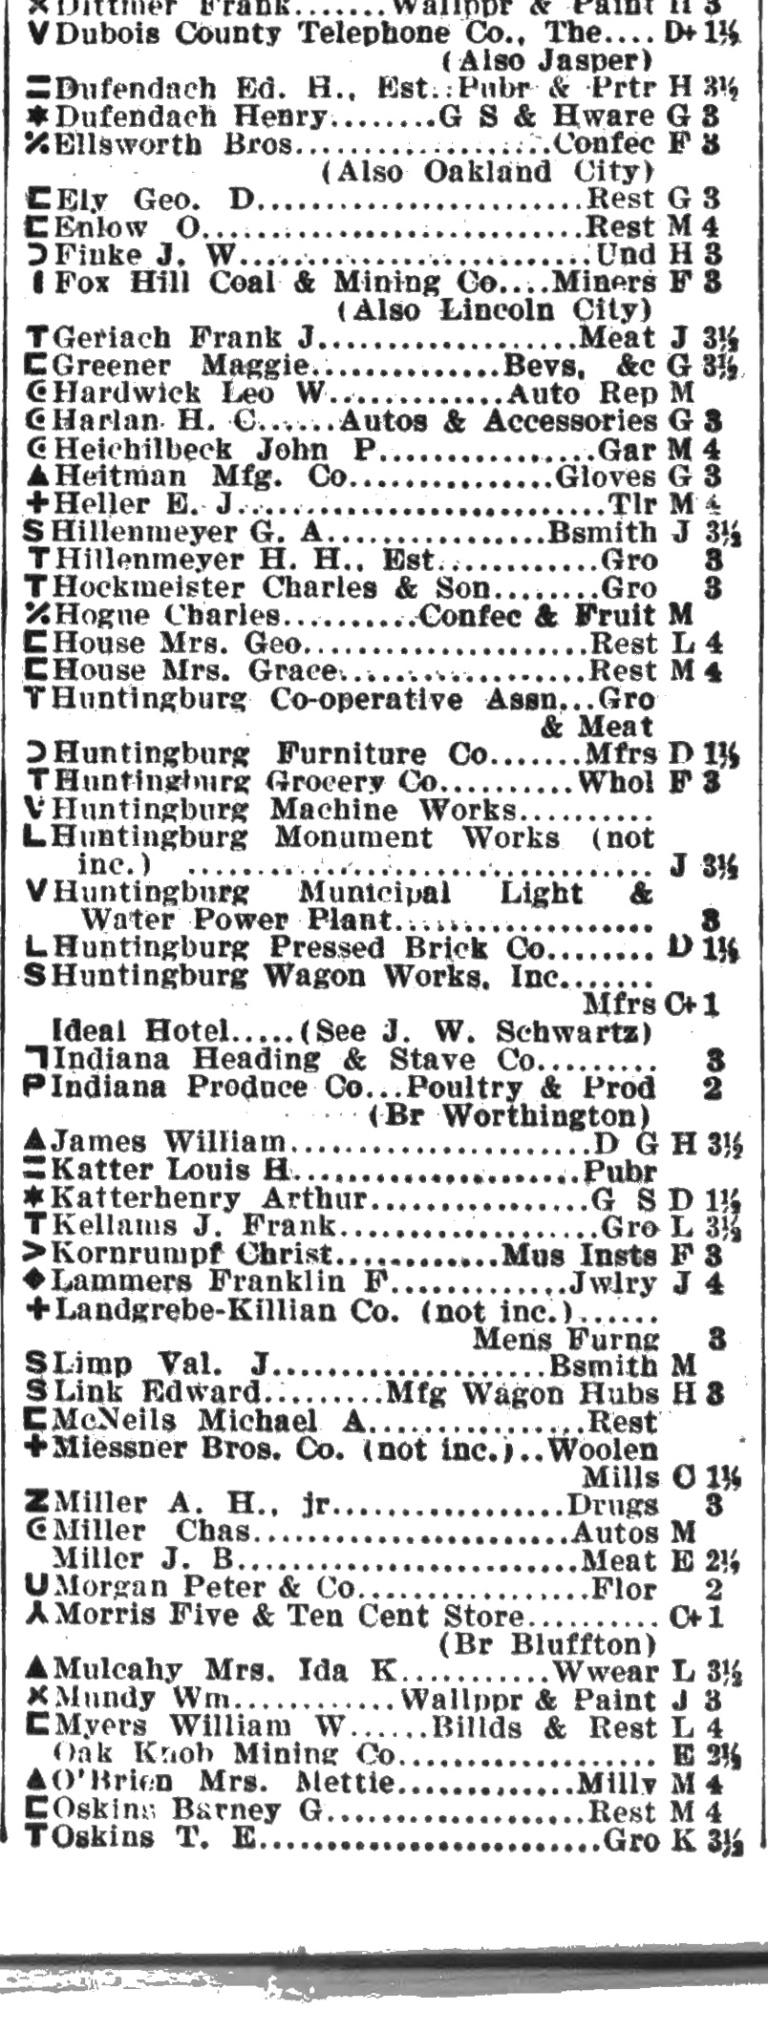 ✕ Dittmer Frank.......Wallppr & Paint H 3
V Dubois County Telephone Co., The.... D+ 1½
(Also Jasper)
= Dufendach Ed. H., Est..Pubr & Prtr H 3½
✱ Dufendach Henry........G S & Hware G 3
٪ Ellsworth Bros..................Confec F 3
(Also Oakland City)
⊏ Ely Geo. D.......................Rest G 3
⊏ Enlow O.........................Rest M 4
Ɔ Finke J. W.........................Und H 3
I Fox Hill Coal & Mining Co....Miners F 3
(Also Lincoln City)
T Gerlach Frank J...................Meat J 3½
⊏ Greener Maggie.............Bevs, &c G 3½
Hardwick Leo W............Auto Rep M
Harlan H. C......Autos & Accessories G 3
Heichilbeck John P...............Gar M 4
▲ Heitman Mfg. Co..............Gloves G 3
+ Heller E. J.........................Tlr M 4
S Hillenmeyer G. A...............Bsmith J 3½
T Hillenmeyer H. H., Est...........Gro 3
T Hockmeister Charles & Son.......Gro 3
٪ Hogue Charles..........Confec & Fruit M
⊏ House Mrs. Geo...................Rest L 4
⊏ House Mrs. Grace.................Rest M 4
T Huntingburg Co-operative Assn...Gro
& Meat
Ɔ Huntingburg Furniture Co.......Mfrs D 1½
T Huntingburg Grocery Co..........Whol F 3
V Huntingburg Machine Works..........
L Huntingburg Monument Works (not
inc.) .............................. J 3½
V Huntingburg Municipal Light &
Water Power Plant.................. 3
L Huntingburg Pressed Brick Co........ D 1½
S Huntingburg Wagon Works, Inc.......
Mfrs C+ 1
Ideal Hotel.....(See J. W. Schwartz)
ㄱ Indiana Heading & Stave Co......... 3
P Indiana Produce Co...Poultry & Prod 2
(Br Worthington)
▲ James William.....................D G H 3½
= Katter Louis H.....................Pubr
✱ Katterhenry Arthur................G S D 1½
T Kellams J. Frank...................Gro L 3½
> Kornrumpf Christ............Mus Insts F 3
◆ Lammers Franklin F.............Jwlry J 4
+ Landgrebe-Killian Co. (not inc.)......
Mens Furng 3
S Limp Val. J.....................Bsmith M
S Link Edward.........Mfg Wagon Hubs H 3
⊏ McNeils Michael A................Rest
+ Miessner Bros. Co. (not inc.)..Woolen
Mills C 1½
Z Miller A. H., jr..................Drugs 3
Miller Chas........................Autos M
Miller J. B........................Meat E 2½
U Morgan Peter & Co.................Flor 2
⅄ Morris Five & Ten Cent Store.......... C+ 1
(Br Bluffton)
▲ Mulcahy Mrs. Ida K...........Wwear L 3½
✕ Mundy Wm............Wallppr & Paint J 3
⊏ Myers William W......Billds & Rest L 4
Oak Knob Mining Co.................. E 2½
▲ O'Brien Mrs. Mettie.............Milly M 4
⊏ Oskins Barney G...................Rest M 4
T Oskins T. E........................Gro K 3½